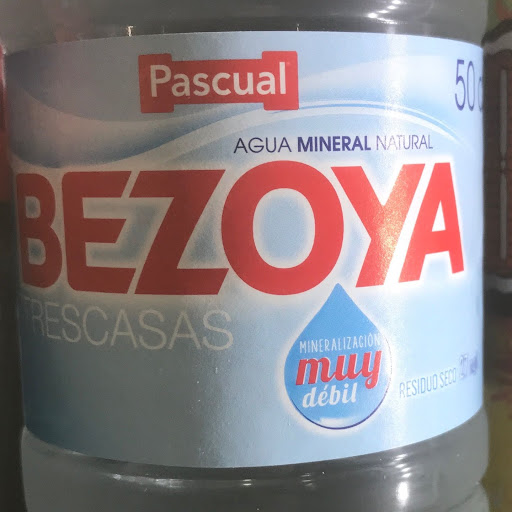 Pascual
50 c
AGUA MINERAL NATURAL
BEZOYA
TRESCASAS
MINERALIZACIÓN
muy
débil
RESIDUO SECO